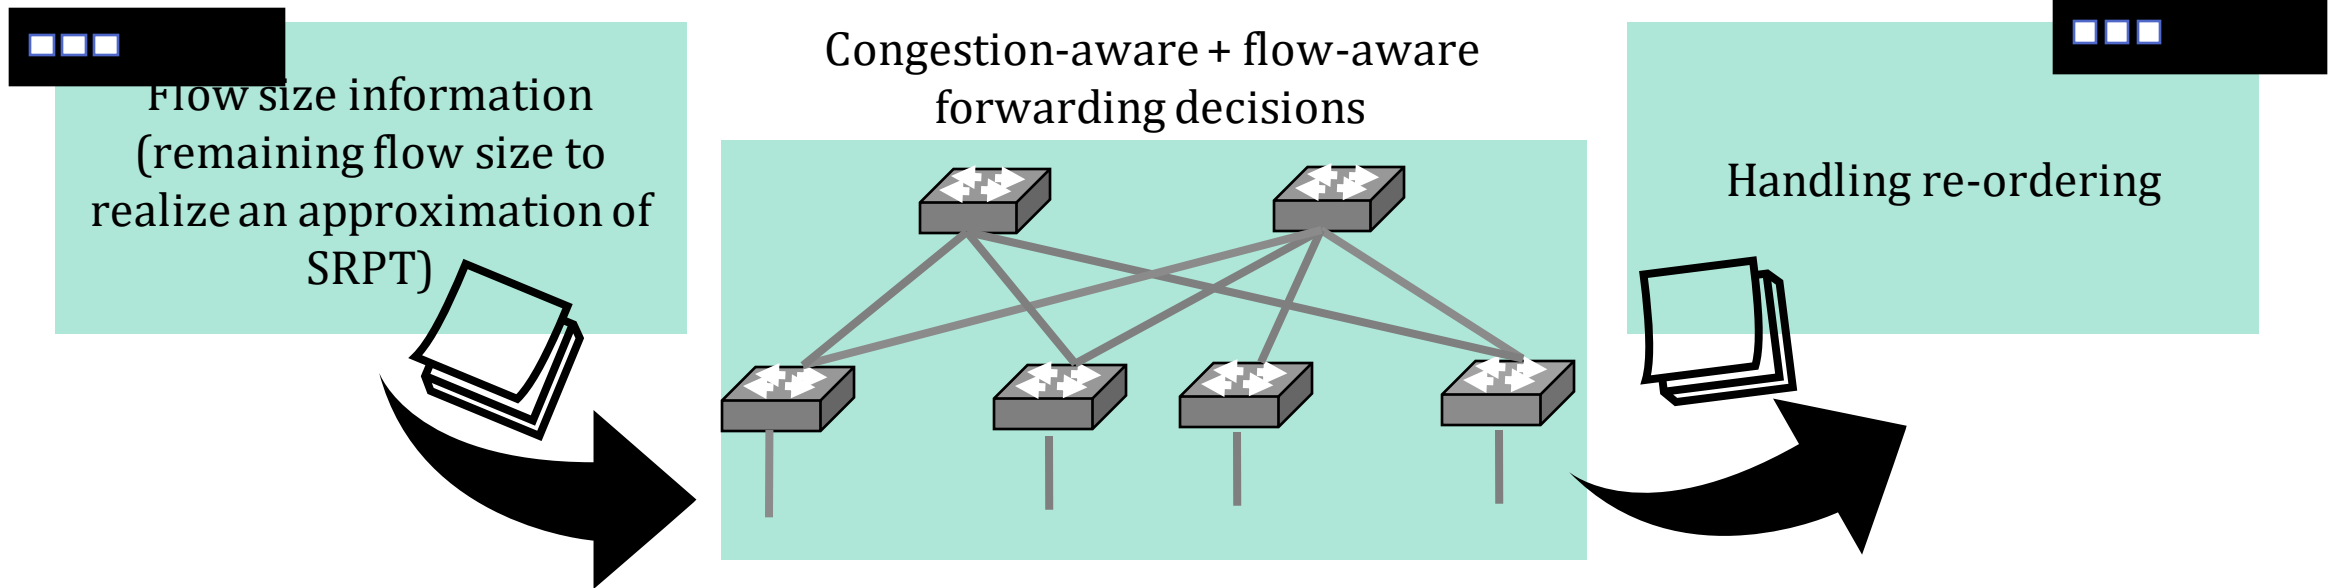 Flow size information
(remaining flow size to
realize an approximation of
SRPT)
Congestion-aware + flow-aware
forwarding decisions
Handling re-ordering